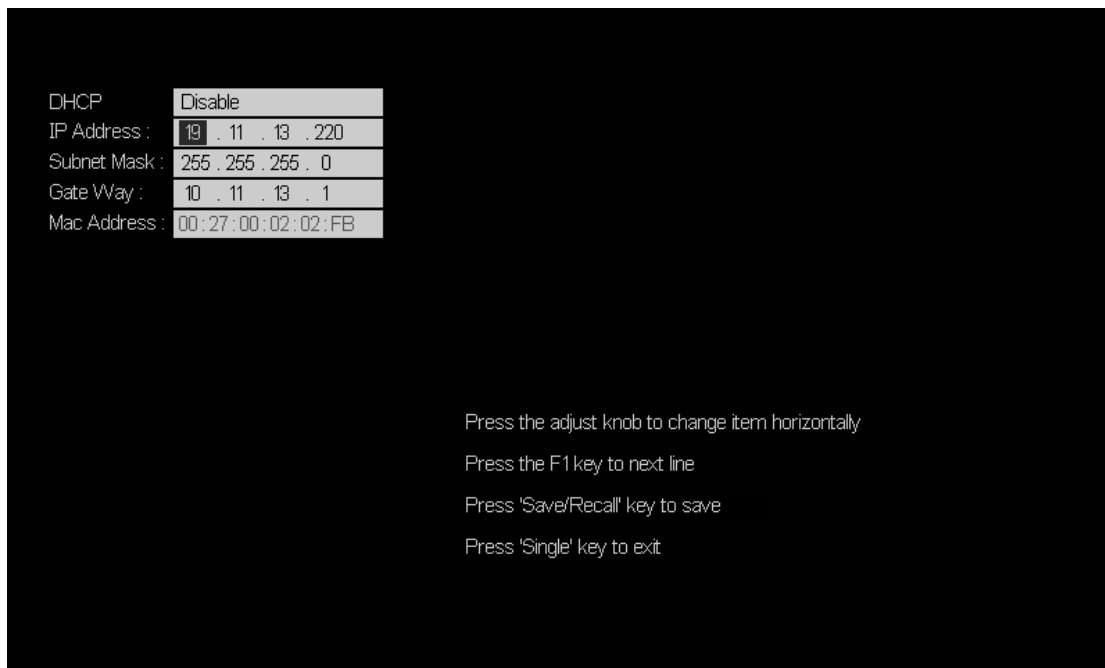 DHCP Disable
IP Address : 19 . 11 . 13 . 220
Subnet Mask : 255 . 255 . 255 . 0
Gate Way : 10 . 11 . 13 . 1
Mac Address : 00:27:00:02:02:FB
Press the adjust knob to change item horizontally
Press the F1 key to next line
Press 'Save/Recall' key to save
Press 'Single' key to exit